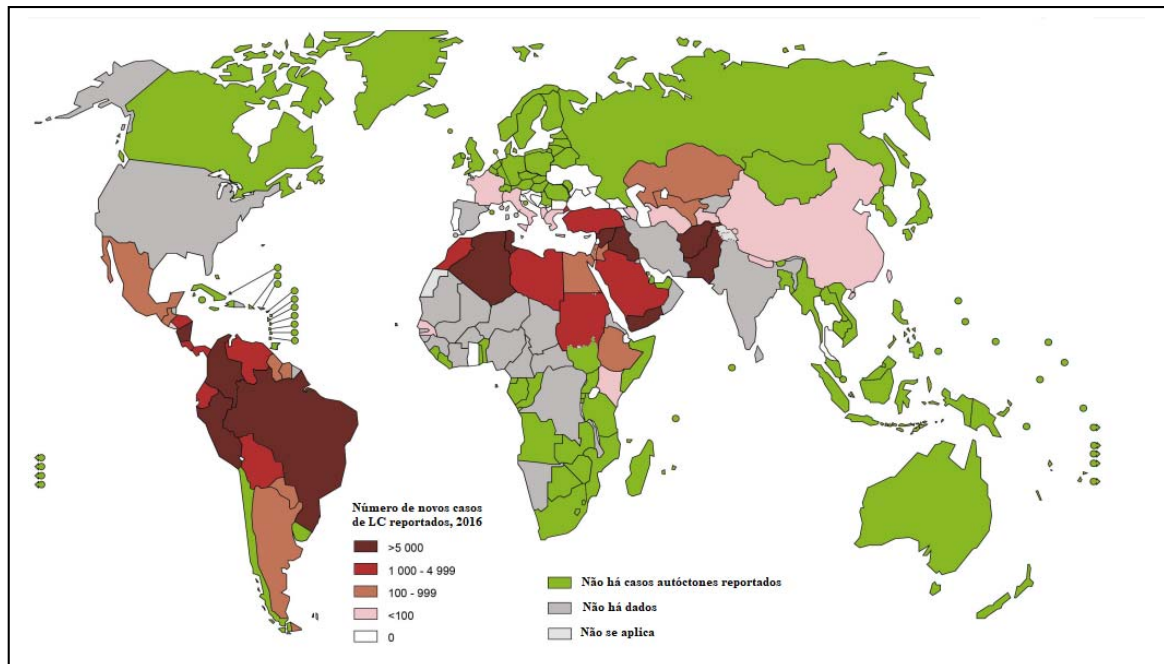 Número de novos casos
de LC reportados, 2016
>5 000
1 000 - 4 999
100 - 999
<100
0
Não há casos autóctones reportados
Não há dados
Não se aplica